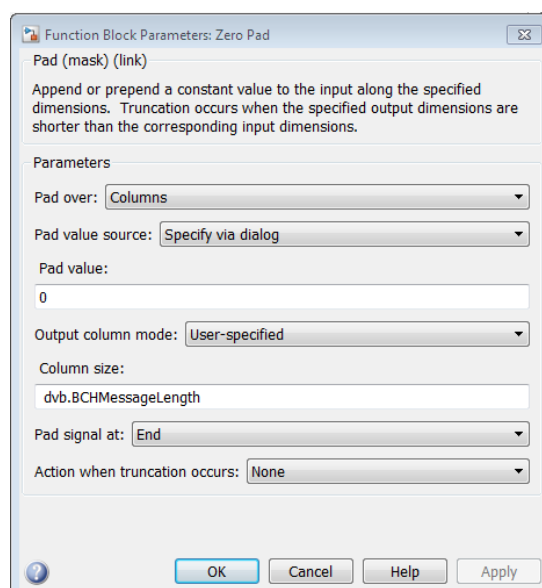 Function Block Parameters: Zero Pad
Pad (mask) (link)
Append or prepend a constant value to the input along the specified
dimensions. Truncation occurs when the specified output dimensions are
shorter than the corresponding input dimensions.
Parameters
Pad over: Columns
Pad value source: Specify via dialog
Pad value:
0
Output column mode: User-specified
Column size:
dvb.BCHMessageLength
Pad signal at: End
Action when truncation occurs: None
? OK Cancel Help Apply